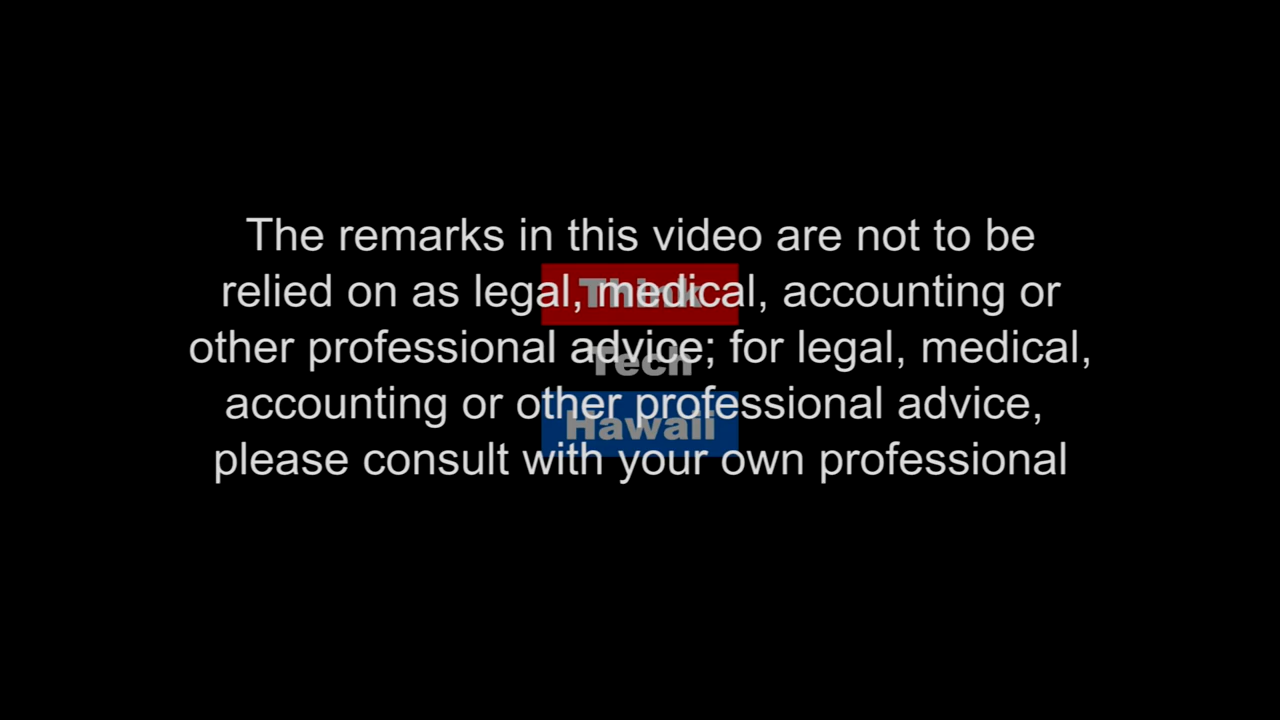 The remarks in this video are not to be
relied on as legal, medical, accounting or
other professional advice; for legal, medical,
accounting or other professional advice,
please consult with your own professional
Think
Tech
Hawaii